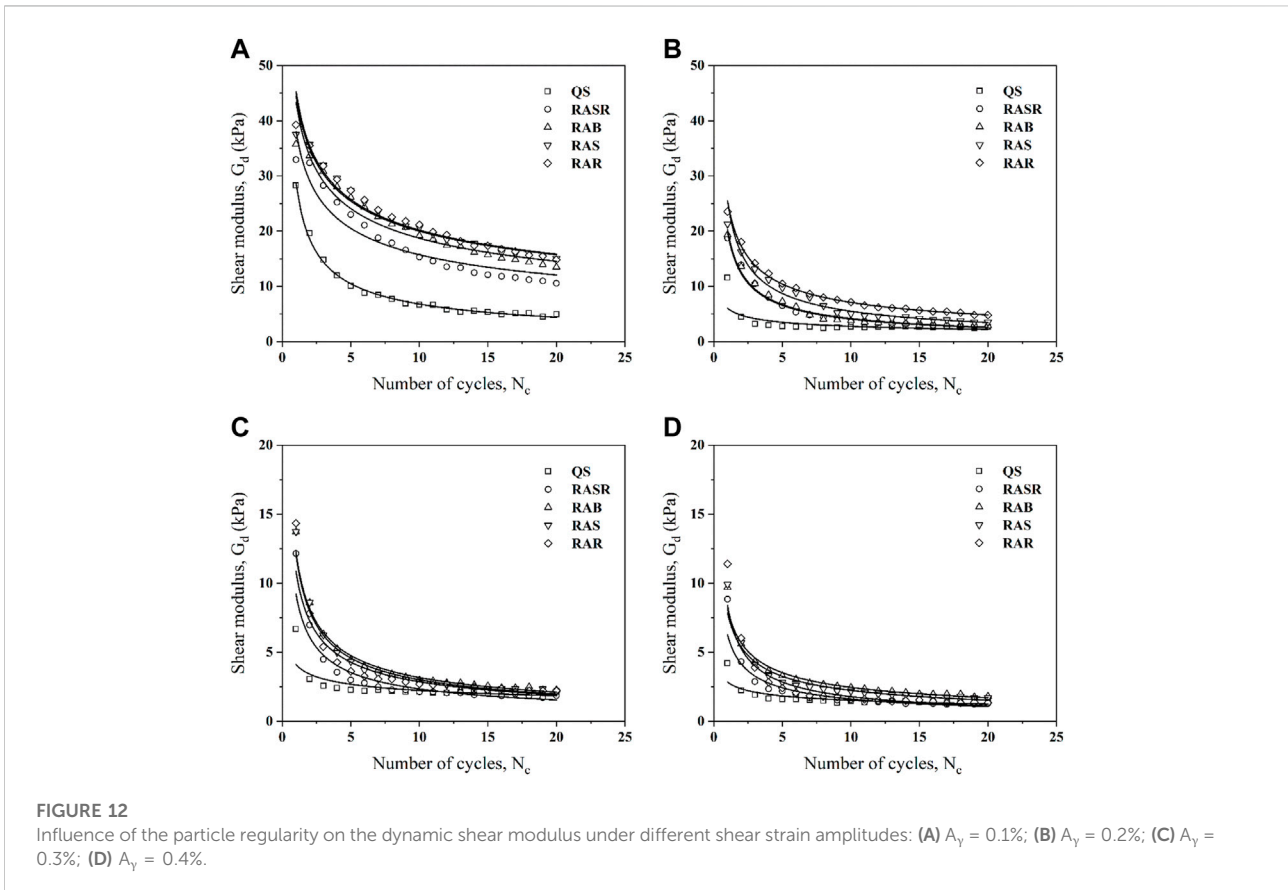 A
50
40
30
20
10
0
0 5 10 15 20 25
Shear modulus, G_d (kPa)
Number of cycles, N_c
QS
RASR
RAB
RAS
RAR
B
50
40
30
20
10
0
0 5 10 15 20 25
Shear modulus, G_d (kPa)
Number of cycles, N_c
QS
RASR
RAB
RAS
RAR
C
20
15
10
5
0
0 5 10 15 20 25
Shear modulus, G_d (kPa)
Number of cycles, N_c
QS
RASR
RAB
RAS
RAR
D
20
15
10
5
0
0 5 10 15 20 25
Shear modulus, G_d (kPa)
Number of cycles, N_c
QS
RASR
RAB
RAS
RAR
FIGURE 12
Influence of the particle regularity on the dynamic shear modulus under different shear strain amplitudes: (A) A_γ = 0.1%; (B) A_γ = 0.2%; (C) A_γ =
0.3%; (D) A_γ = 0.4%.